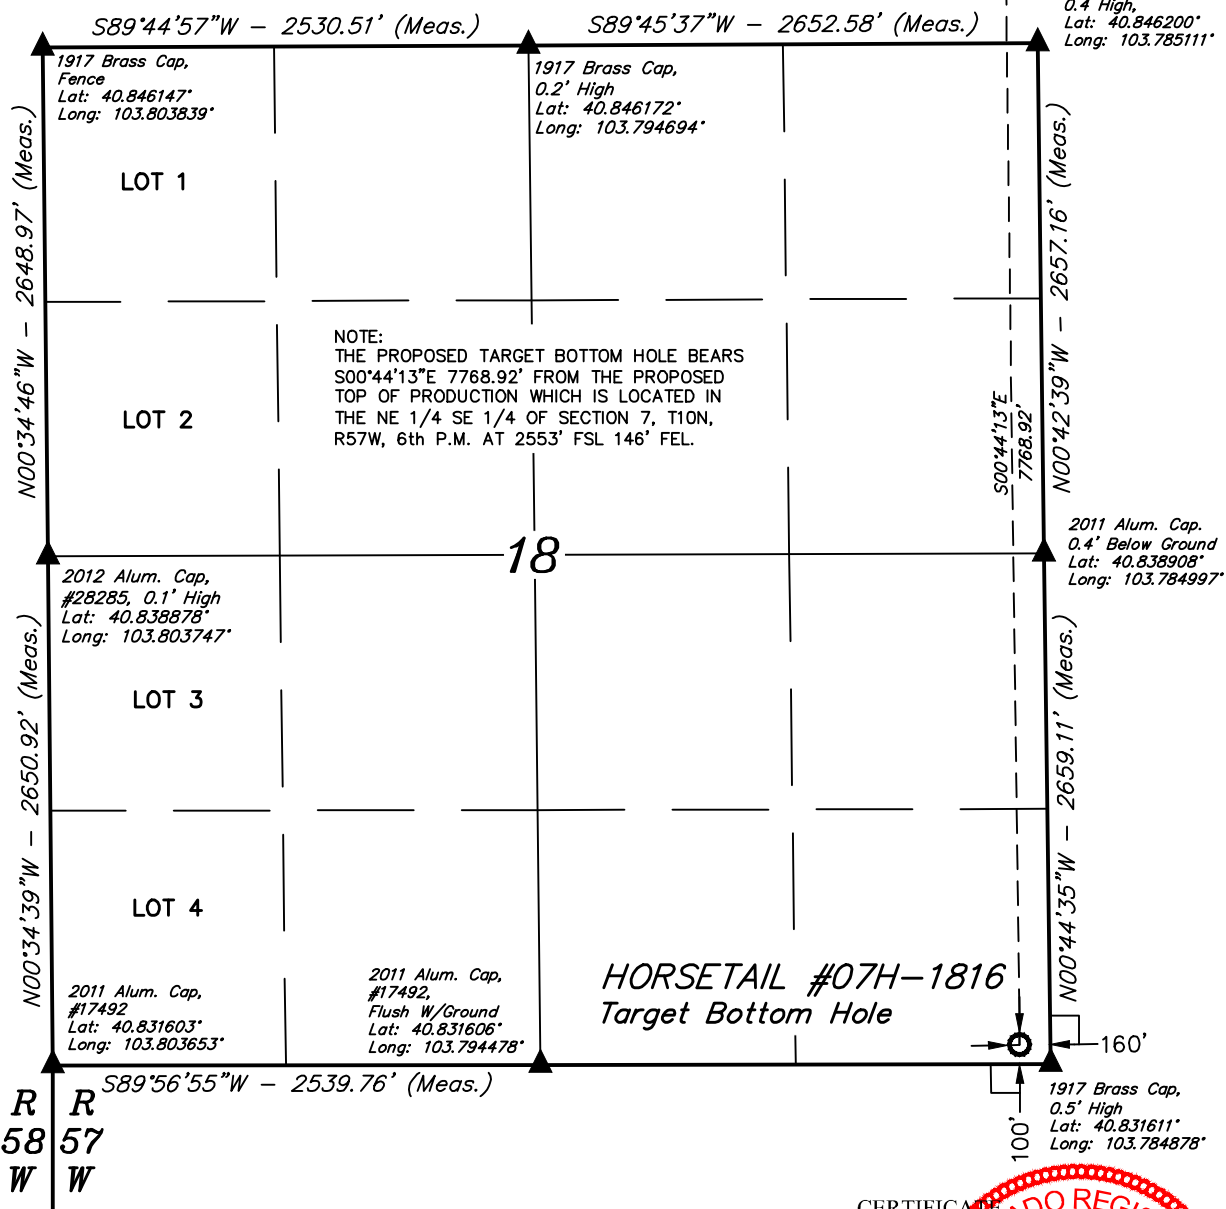 S89°44'57"W - 2530.51' (Meas.)
S89°45'37"W - 2652.58' (Meas.)
0.4' High,
Lat: 40.846200°
Long: 103.785111°
1917 Brass Cap,
Fence
Lat: 40.846147°
Long: 103.803839°
1917 Brass Cap,
0.2' High
Lat: 40.846172°
Long: 103.794694°
N00°34'46"W - 2648.97' (Meas.)
N00°42'39"W - 2657.16' (Meas.)
LOT 1
LOT 2
NOTE:
THE PROPOSED TARGET BOTTOM HOLE BEARS
S00°44'13"E 7768.92' FROM THE PROPOSED
TOP OF PRODUCTION WHICH IS LOCATED IN
THE NE 1/4 SE 1/4 OF SECTION 7, T10N,
R57W, 6th P.M. AT 2553' FSL 146' FEL.
S00°44'13"E
7768.92'
18
2011 Alum. Cap.
0.4' Below Ground
Lat: 40.838908°
Long: 103.784997°
2012 Alum. Cap,
#28285, 0.1' High
Lat: 40.838878°
Long: 103.803747°
N00°34'39"W - 2650.92' (Meas.)
N00°44'35"W - 2659.11' (Meas.)
LOT 3
LOT 4
2011 Alum. Cap,
#17492
Lat: 40.831603°
Long: 103.803653°
2011 Alum. Cap,
#17492,
Flush W/Ground
Lat: 40.831606°
Long: 103.794478°
HORSETAIL #07H-1816
Target Bottom Hole
160'
100'
S89°56'55"W - 2539.76' (Meas.)
1917 Brass Cap,
0.5' High
Lat: 40.831611°
Long: 103.784878°
R R
58 57
W W
CERTIFICATE
ADO REGIS